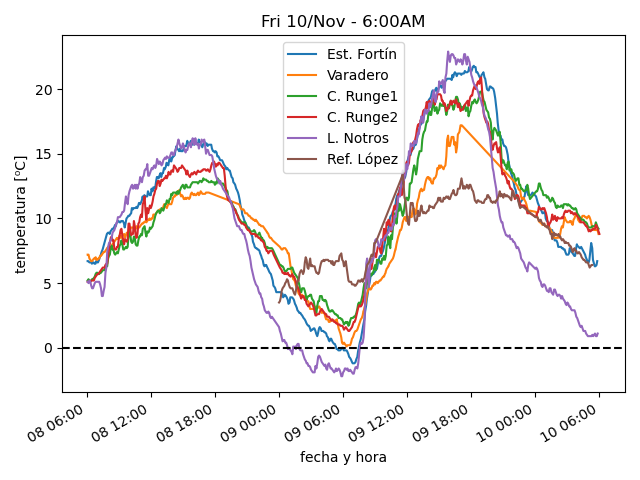 Fri 10/Nov - 6:00AM
temperatura [ºC]
20
15
10
5
0
Est. Fortín
Varadero
C. Runge1
C. Runge2
L. Notros
Ref. López
08 06:00
08 12:00
08 18:00
09 00:00
09 06:00
09 12:00
09 18:00
10 00:00
10 06:00
fecha y hora